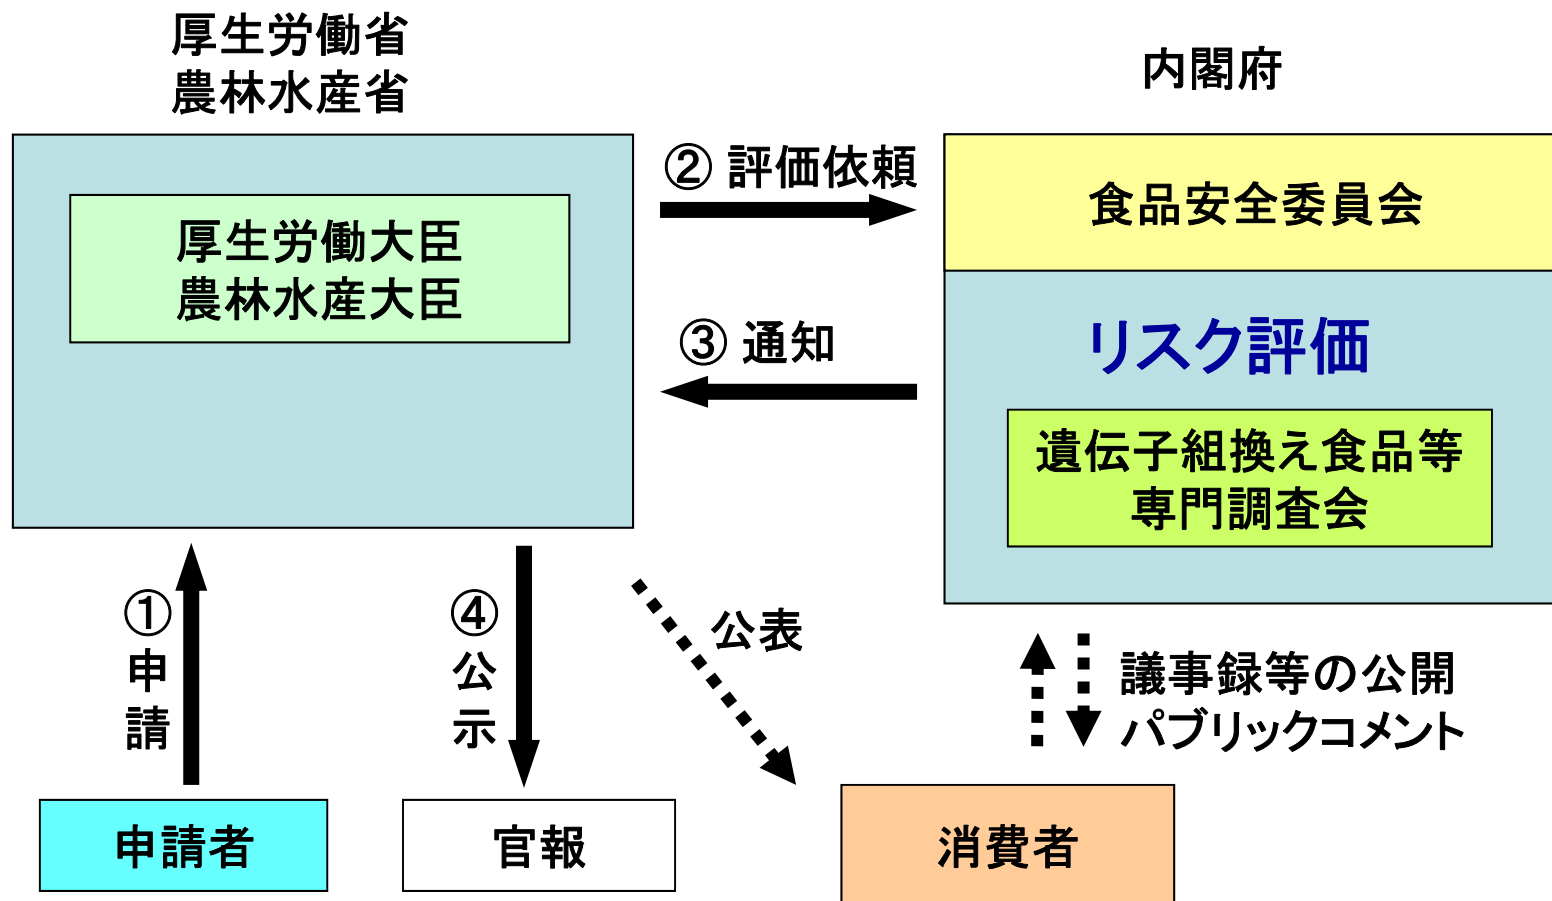 厚生労働省
農林水産省
内閣府
厚生労働大臣
農林水産大臣
② 評価依頼
食品安全委員会
③ 通知
リスク評価
遺伝子組換え食品等
専門調査会
①
申
請
④
公
示
公表
議事録等の公開
パブリックコメント
申請者
官報
消費者